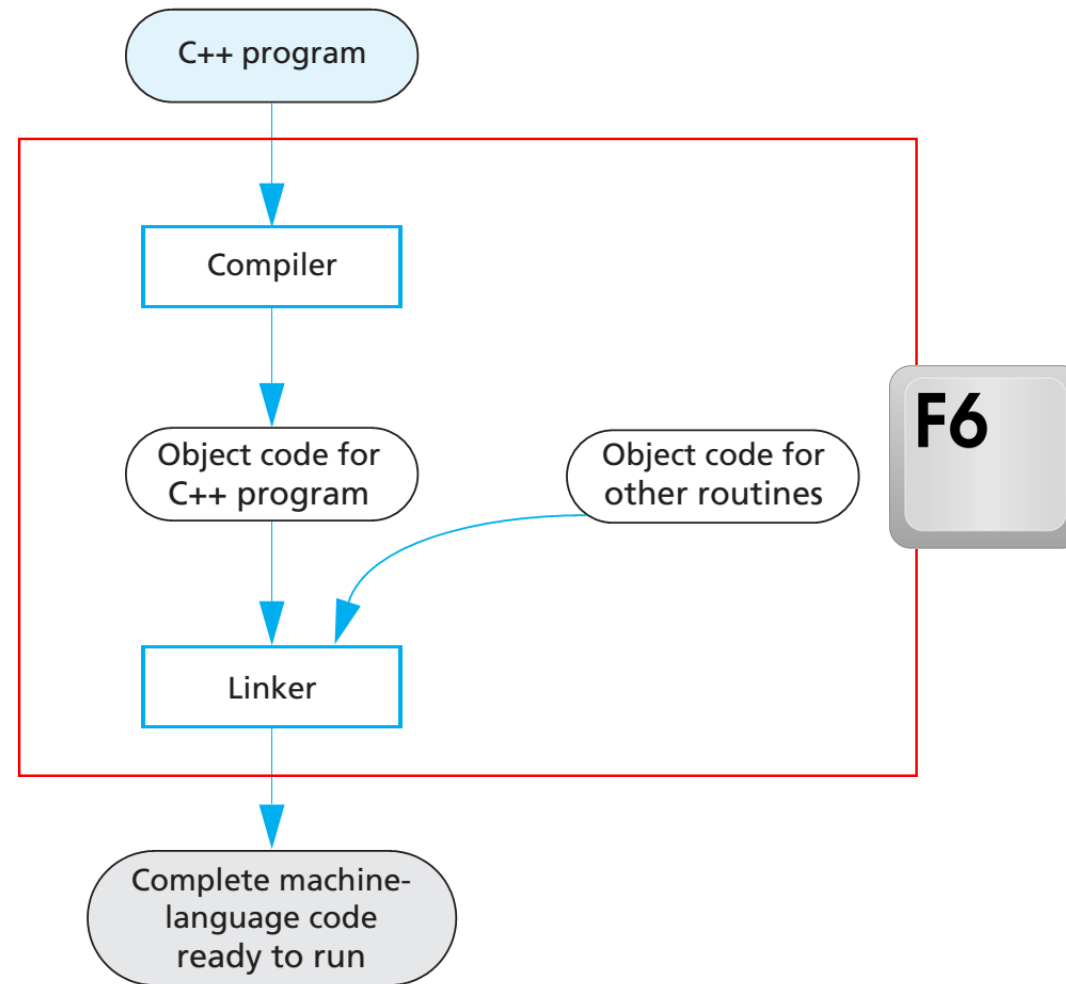 C++ program
Compiler
Object code for
C++ program
Object code for
other routines
F6
Linker
Complete machine-
language code
ready to run